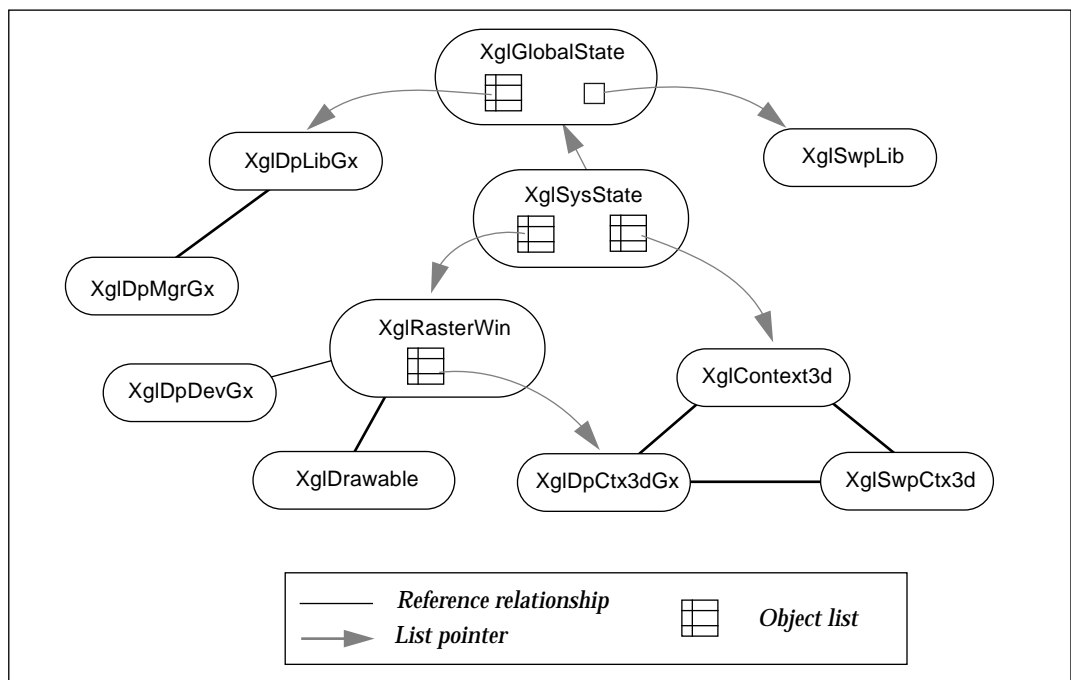 XglGlobalState
XglDpLibGx
XglSwpLib
XglSysState
XglDpMgrGx
XglRasterWin
XglContext3d
XglDpDevGx
XglDrawable
XglDpCtx3dGx
XglSwpCtx3d
Reference relationship
List pointer
Object list